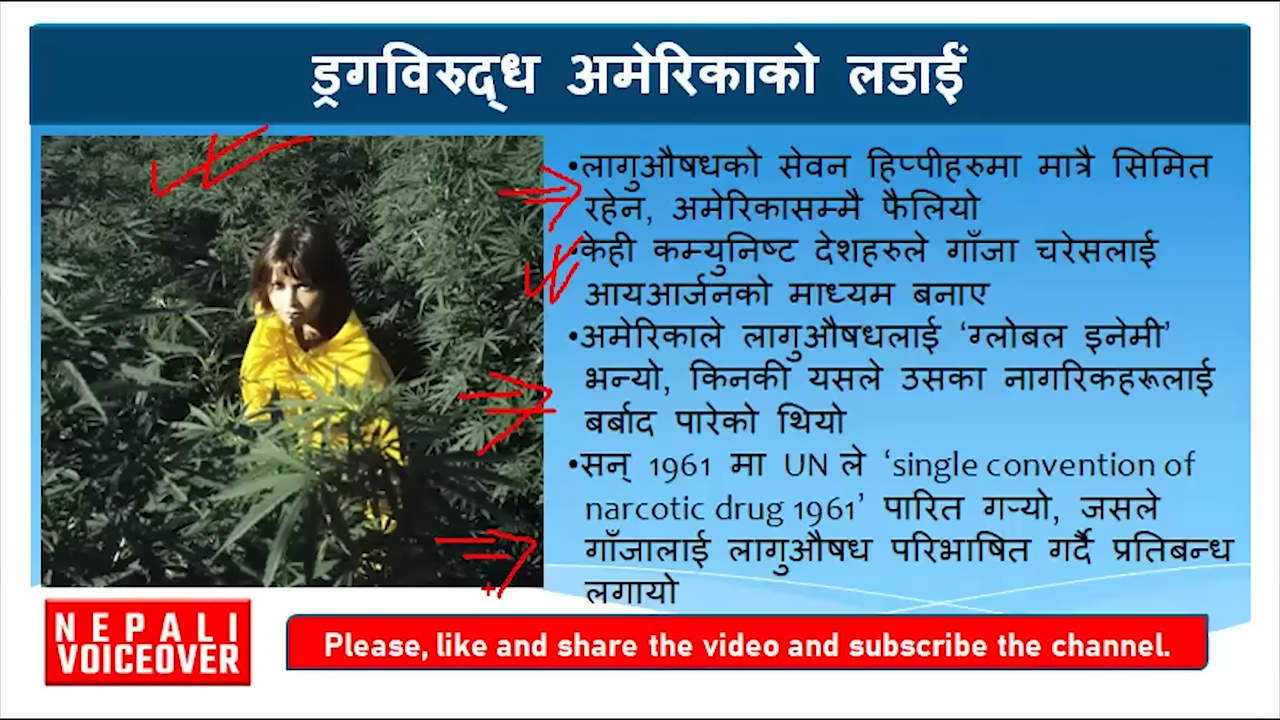 ड्रगविरुद्ध अमेरिकाको लडाईं
•लागुऔषधको सेवन हिप्पीहरुमा मात्रै सिमित
रहेन, अमेरिकासम्मै फैलियो
•केही कम्युनिष्ट देशहरुले गाँजा चरेसलाई
आयआर्जनको माध्यम बनाए
•अमेरिकाले लागुऔषधलाई ‘ग्लोबल इनेमी’
भन्यो, किनकी यसले उसका नागरिकहरूलाई
बर्बाद पारेको थियो
•सन् 1961 मा UN ले ‘single convention of
narcotic drug 1961’ पारित गर्‍यो, जसले
गाँजालाई लागुऔषध परिभाषित गर्दै प्रतिबन्ध
लगायो
NEPALI
VOICEOVER
Please, like and share the video and subscribe the channel.